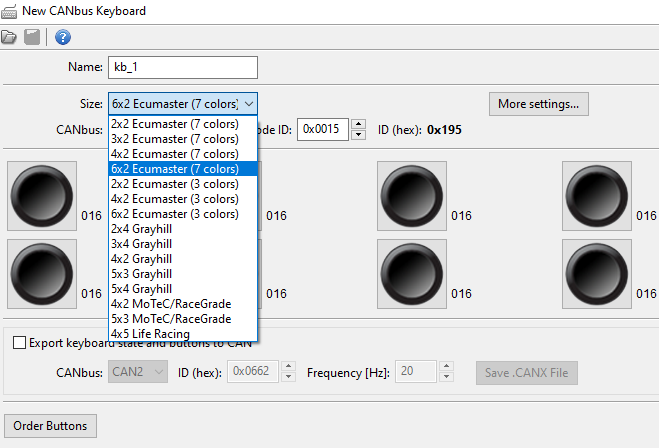 New CANbus Keyboard
Name: kb_1
Size: 6x2 Ecumaster (7 colors) More settings...
2x2 Ecumaster (7 colors)
3x2 Ecumaster (7 colors)
4x2 Ecumaster (7 colors)
6x2 Ecumaster (7 colors)
2x2 Ecumaster (3 colors)
4x2 Ecumaster (3 colors)
6x2 Ecumaster (3 colors)
2x4 Grayhill
3x4 Grayhill
4x2 Grayhill
5x3 Grayhill
5x4 Grayhill
4x2 MoTeC/RaceGrade
5x3 MoTeC/RaceGrade
4x5 Life Racing
CANbus: ID: 0x0015 ID (hex): 0x195
016 016 016 016
016 016 016 016
Export keyboard state and buttons to CAN
CANbus: CAN2 ID (hex): 0x0662 Frequency [Hz]: 20 Save .CANX File
Order Buttons